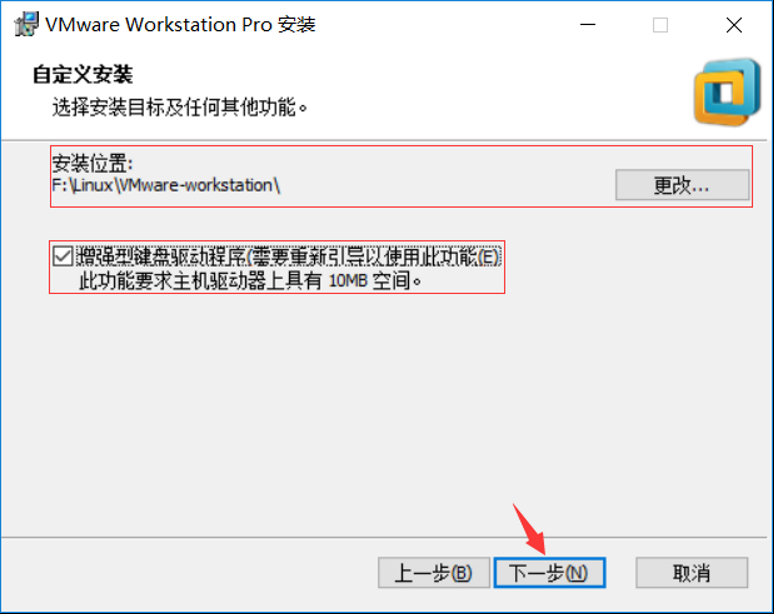 VMware Workstation Pro 安装
自定义安装
选择安装目标及任何其他功能。
安装位置:
F:\Linux\VMware-workstation\
更改...
增强型键盘驱动程序(需要重新引导以使用此功能(E)
此功能要求主机驱动器上具有 10MB 空间。
上一步(B) 下一步(N) 取消